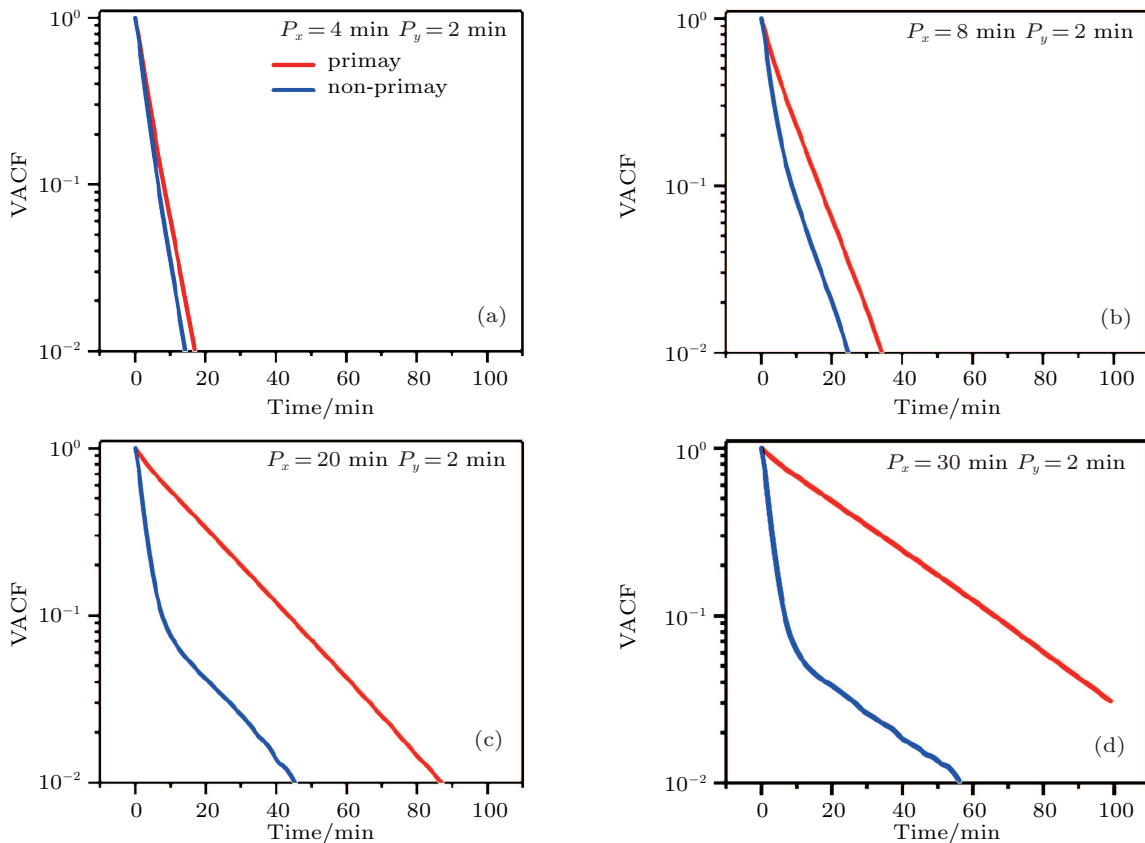 P_x = 4 min P_y = 2 min
primay
non-primay
VACF
10^0
10^-1
10^-2
(a)
0 20 40 60 80 100
Time/min
P_x = 8 min P_y = 2 min
VACF
10^0
10^-1
10^-2
(b)
0 20 40 60 80 100
Time/min
P_x = 20 min P_y = 2 min
VACF
10^0
10^-1
10^-2
(c)
0 20 40 60 80 100
Time/min
P_x = 30 min P_y = 2 min
VACF
10^0
10^-1
10^-2
(d)
0 20 40 60 80 100
Time/min